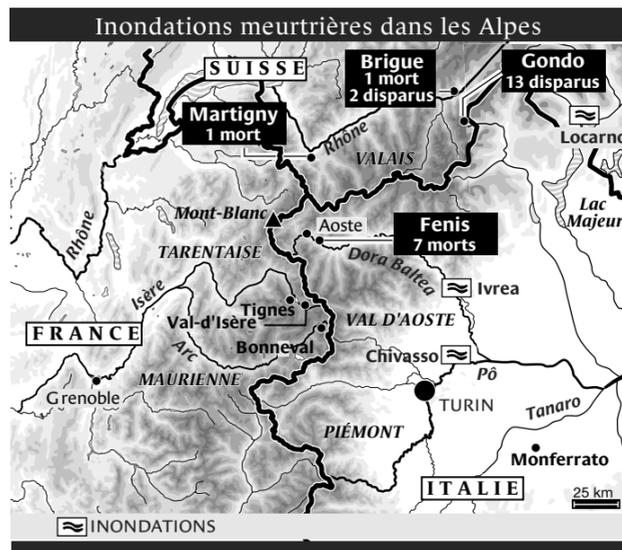 Inondations meurtrières dans les Alpes
SUISSE
Brigue
1 mort
2 disparus
Gondo
13 disparus
Martigny
1 mort
Rhône
VALAIS
Locarno
Lac
Majeur
Mont-Blanc
Aoste
Fenis
7 morts
Rhône
TARENTAISE
Dora Baltea
Isère
Ivrea
Tignes
Val-d'Isère
VAL D'AOSTE
FRANCE
Bonneval
Chivasso
Arc
MAURIENNE
Pô
Grenoble
TURIN
Tanaro
PIÉMONT
Monferrato
ITALIE
25 km
INONDATIONS